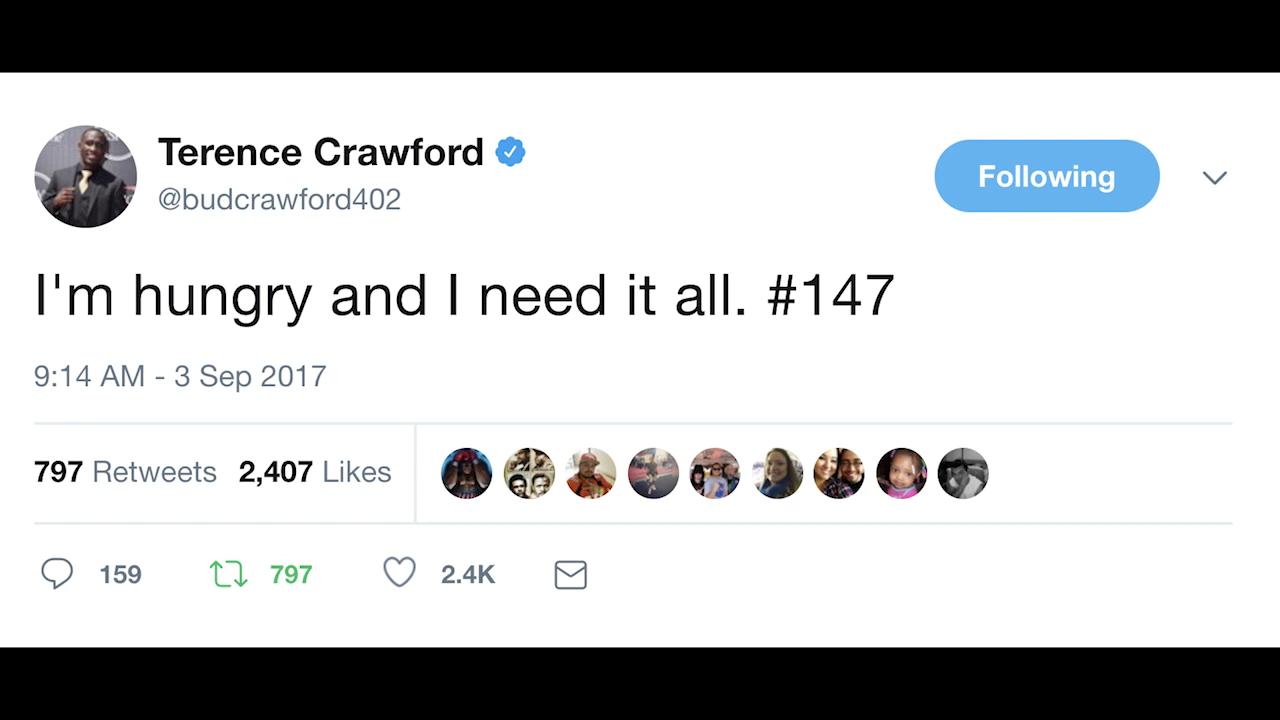 Terence Crawford
@budcrawford402
Following
I'm hungry and I need it all. #147
9:14 AM - 3 Sep 2017
797 Retweets 2,407 Likes
159 797 2.4K